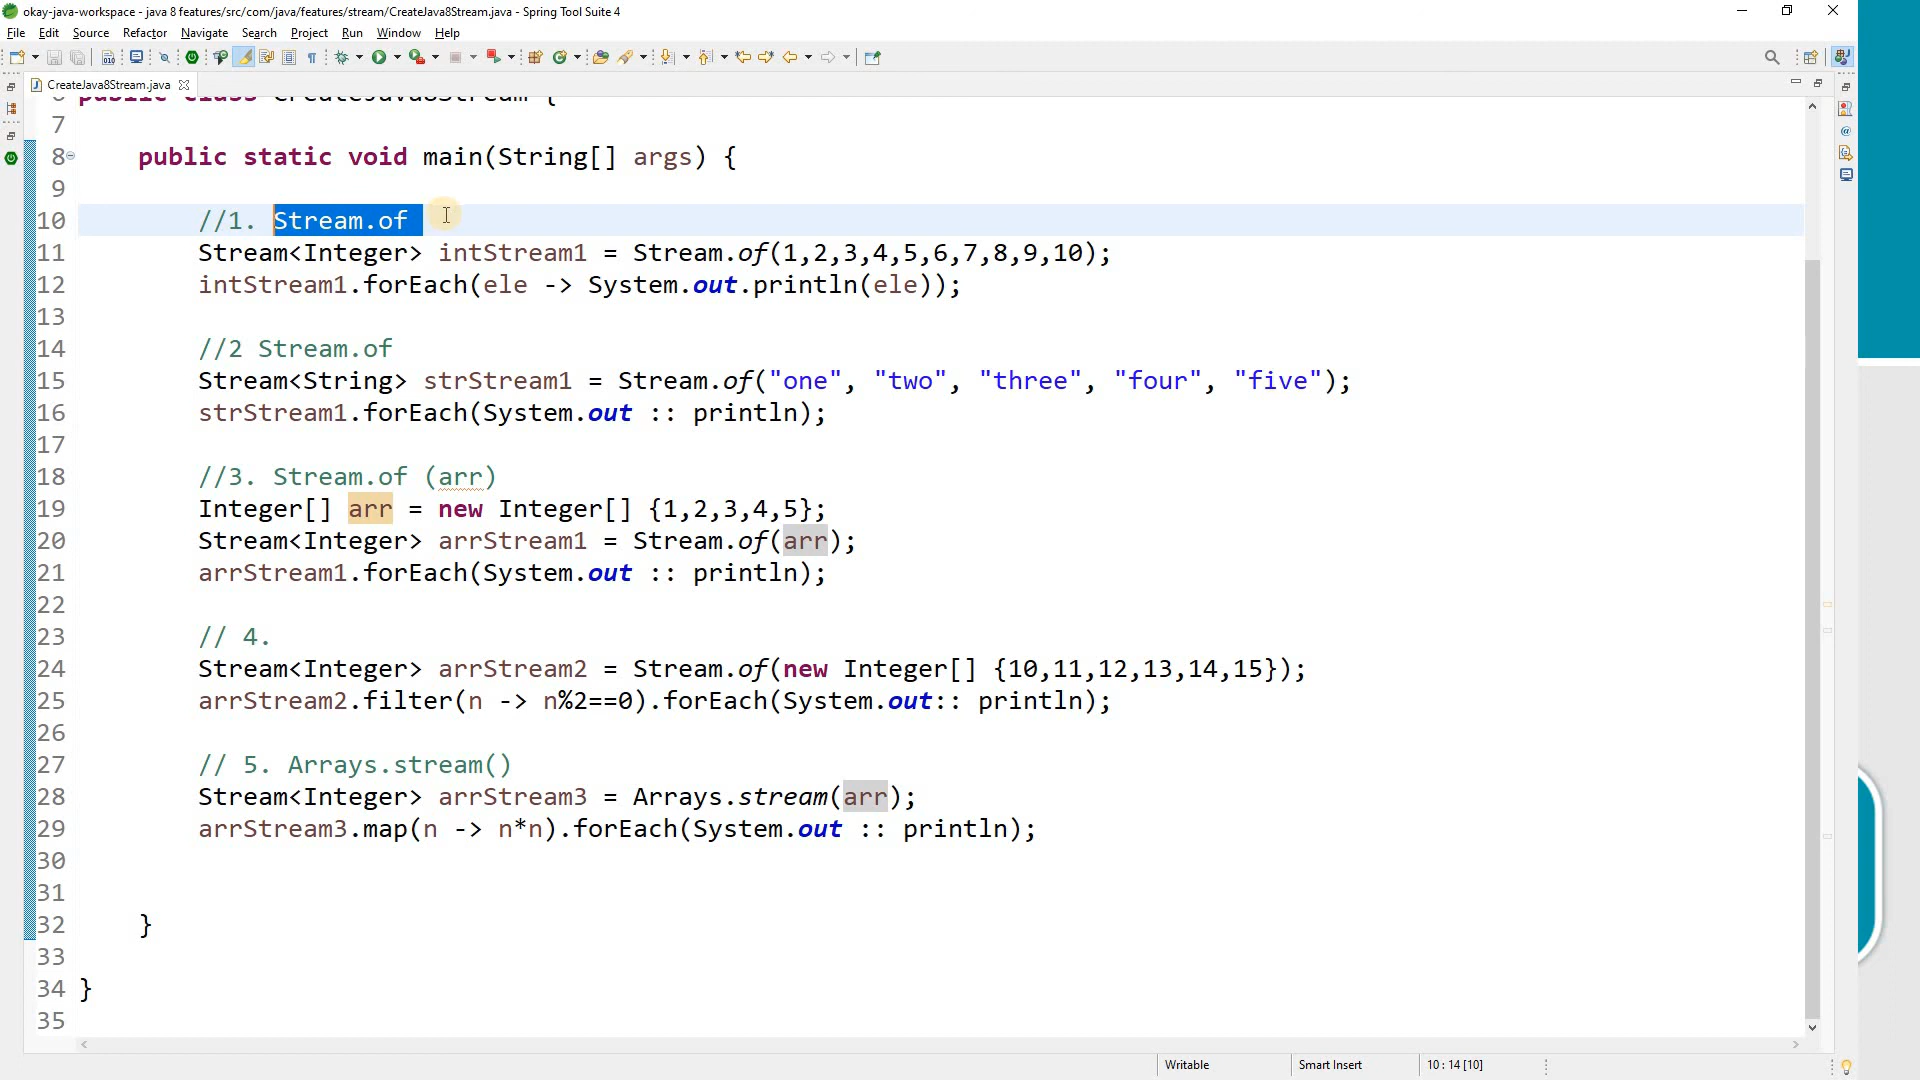 okay-java-workspace - java 8 features/src/com/java/features/stream/CreateJava8Stream.java - Spring Tool Suite 4
File Edit Source Refactor Navigate Search Project Run Window Help
CreateJava8Stream.java
6 public class CreateJava8Stream {
7
8 public static void main(String[] args) {
9
10 //1. Stream.of
11 Stream<Integer> intStream1 = Stream.of(1,2,3,4,5,6,7,8,9,10);
12 intStream1.forEach(ele -> System.out.println(ele));
13
14 //2 Stream.of
15 Stream<String> strStream1 = Stream.of("one", "two", "three", "four", "five");
16 strStream1.forEach(System.out :: println);
17
18 //3. Stream.of (arr)
19 Integer[] arr = new Integer[] {1,2,3,4,5};
20 Stream<Integer> arrStream1 = Stream.of(arr);
21 arrStream1.forEach(System.out :: println);
22
23 // 4.
24 Stream<Integer> arrStream2 = Stream.of(new Integer[] {10,11,12,13,14,15});
25 arrStream2.filter(n -> n%2==0).forEach(System.out:: println);
26
27 // 5. Arrays.stream()
28 Stream<Integer> arrStream3 = Arrays.stream(arr);
29 arrStream3.map(n -> n*n).forEach(System.out :: println);
30
31
32 }
33
34 }
35
Writable Smart Insert 10 : 14 [10]